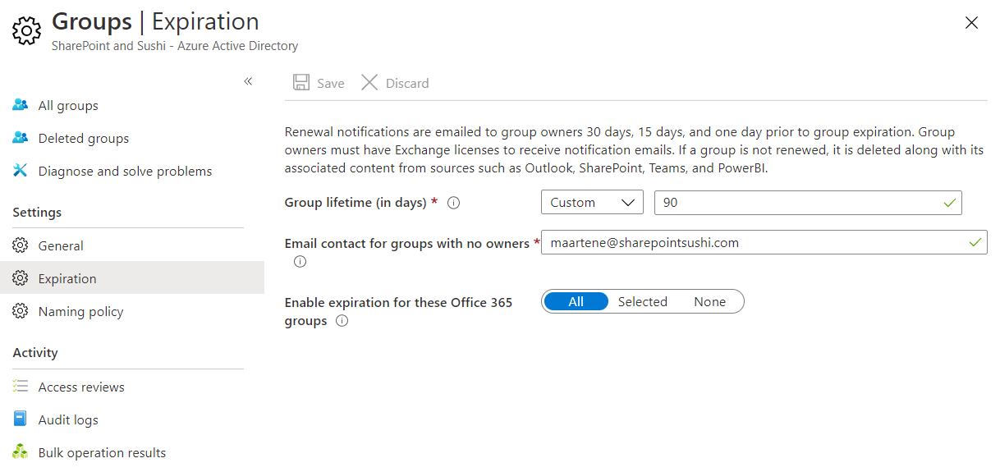 Groups | Expiration
SharePoint and Sushi - Azure Active Directory
«
All groups
Deleted groups
Diagnose and solve problems
Settings
General
Expiration
Naming policy
Activity
Access reviews
Audit logs
Bulk operation results
Save
Discard
Renewal notifications are emailed to group owners 30 days, 15 days, and one day prior to group expiration. Group
owners must have Exchange licenses to receive notification emails. If a group is not renewed, it is deleted along with its
associated content from sources such as Outlook, SharePoint, Teams, and PowerBI.
Group lifetime (in days) *
Custom
90
Email contact for groups with no owners *
maartene@sharepointsushi.com
Enable expiration for these Office 365
groups
All
Selected
None